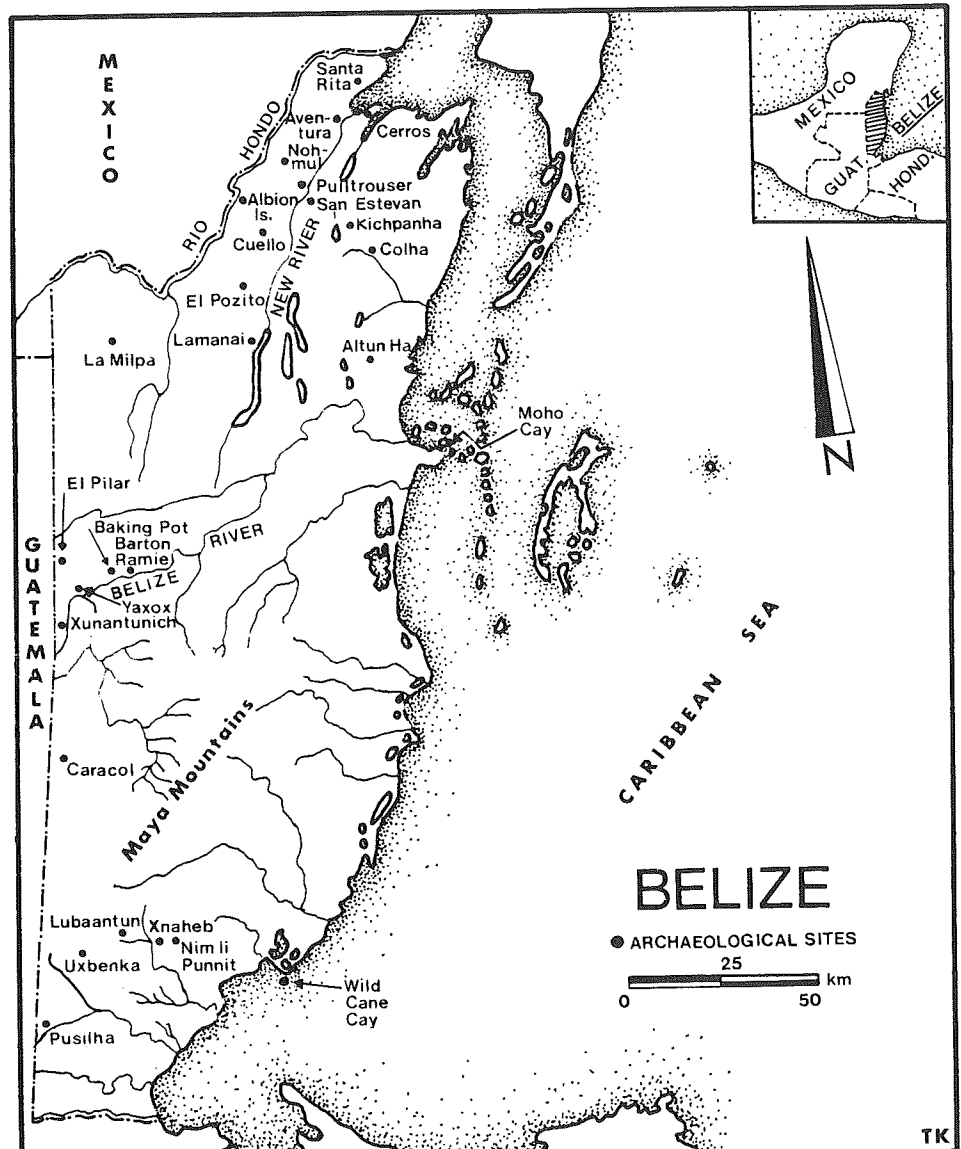 MEXICO
Santa
Rita
HONDO
Aven-
tura
Cerros
Noh-
mul
Pulltrouser
San Estevan
Albion
Is.
Kichpanha
RIO
Cuello
Colha
NEW RIVER
El Pozito
Lamanai
La Milpa
Altun Ha
Moho
Cay
El Pilar
Baking Pot
Barton
Ramiel
RIVER
BELIZE
Yaxox
Xunantunich
GUATEMALA
Caracol
Maya Mountains
CARIBBEAN SEA
Lubaantun
Xnaheb
Nim li
Punnit
Uxbenka
Wild
Cane
Cay
Pusilha
MEXICO
BELIZE
GUAT
HOND.
N
BELIZE
ARCHAEOLOGICAL SITES
25
km
0
50
TK